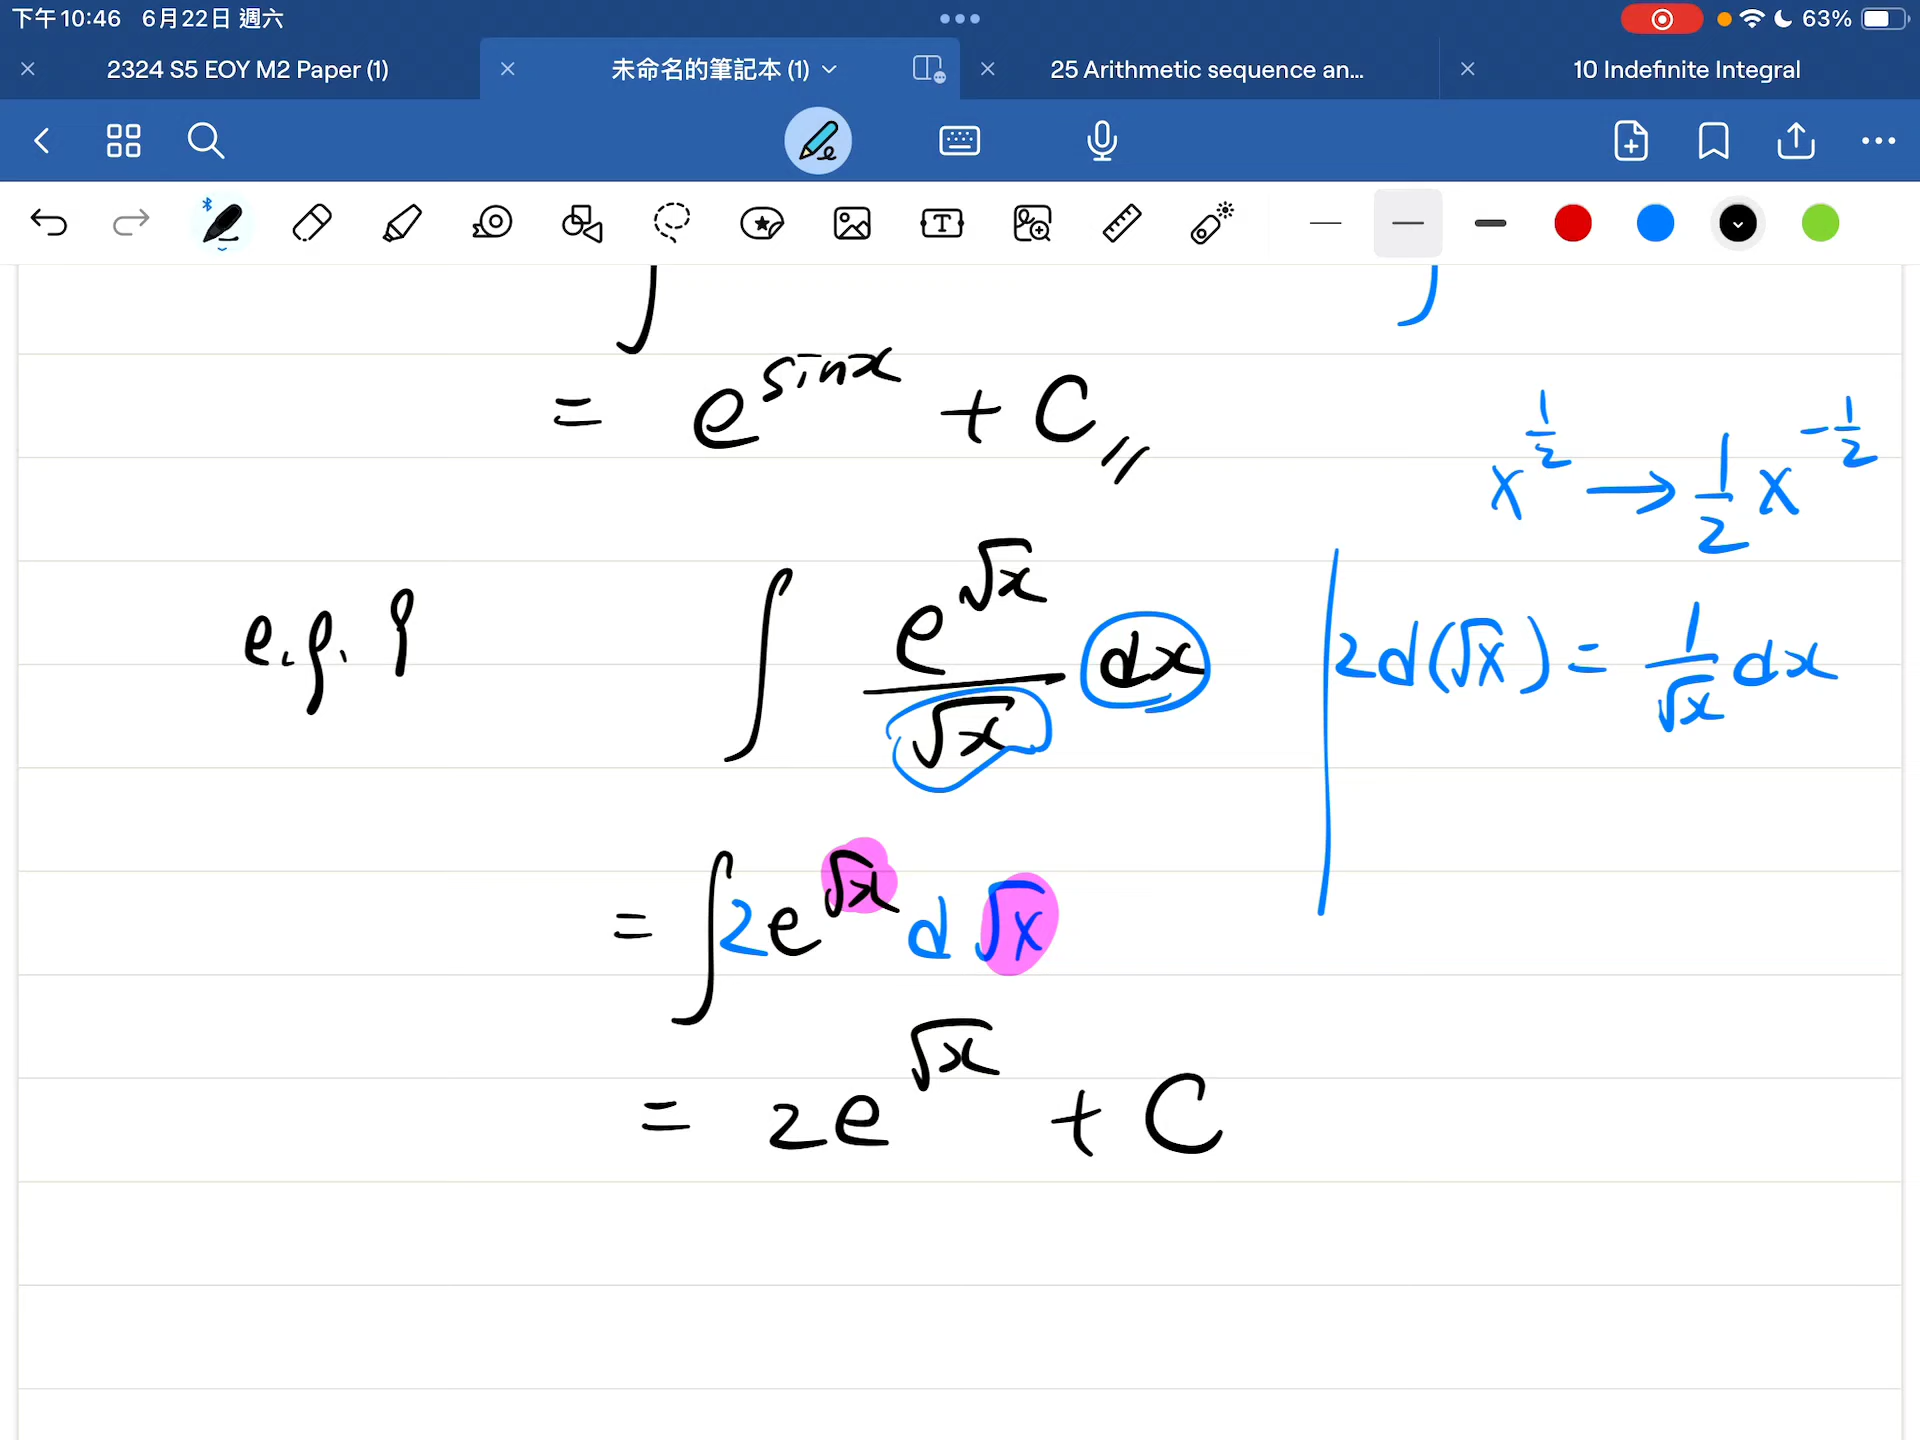 下午10:46 6月22日 週六 63%
2324 S5 EOY M2 Paper (1) 未命名的筆記本 (1) 25 Arithmetic sequence an... 10 Indefinite Integral
∫ ∫
= e^{sinx} + C //
x^{1/2} → 1/2 x^{-1/2}
e.g. 9 ∫ e^{√x}/√x dx 2d(√x) = 1/√x dx
= ∫ 2e^{√x} d √x
= 2e^{√x} + C